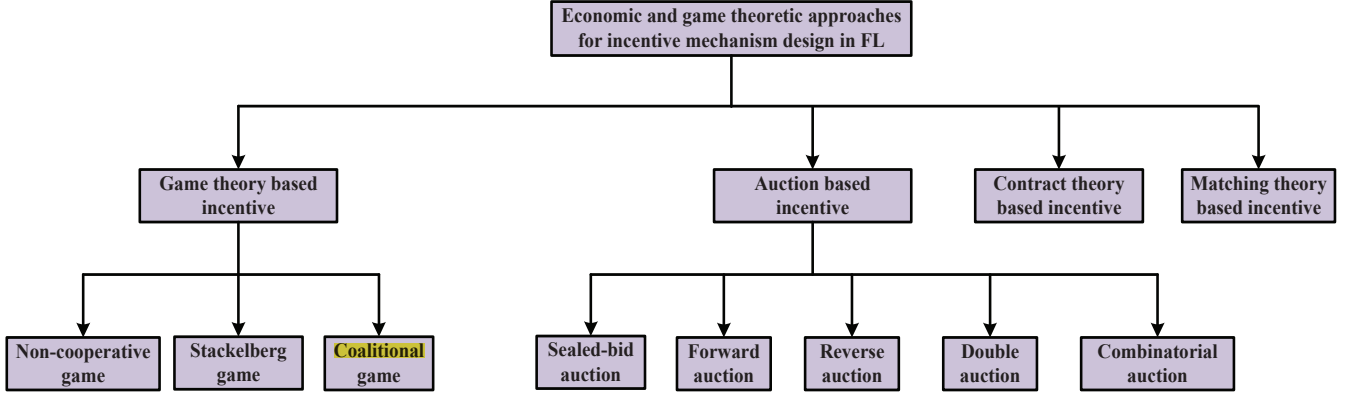 Economic and game theoretic approaches
for incentive mechanism design in FL
Game theory based
incentive
Auction based
incentive
Contract theory
based incentive
Matching theory
based incentive
Non-cooperative
game
Stackelberg
game
Coalitional
game
Sealed-bid
auction
Forward
auction
Reverse
auction
Double
auction
Combinatorial
auction